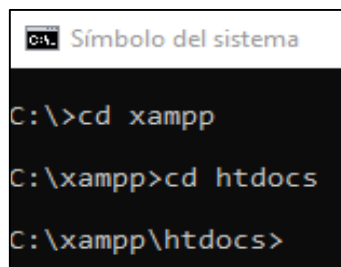 Símbolo del sistema
C:\>cd xampp
C:\xampp>cd htdocs
C:\xampp\htdocs>